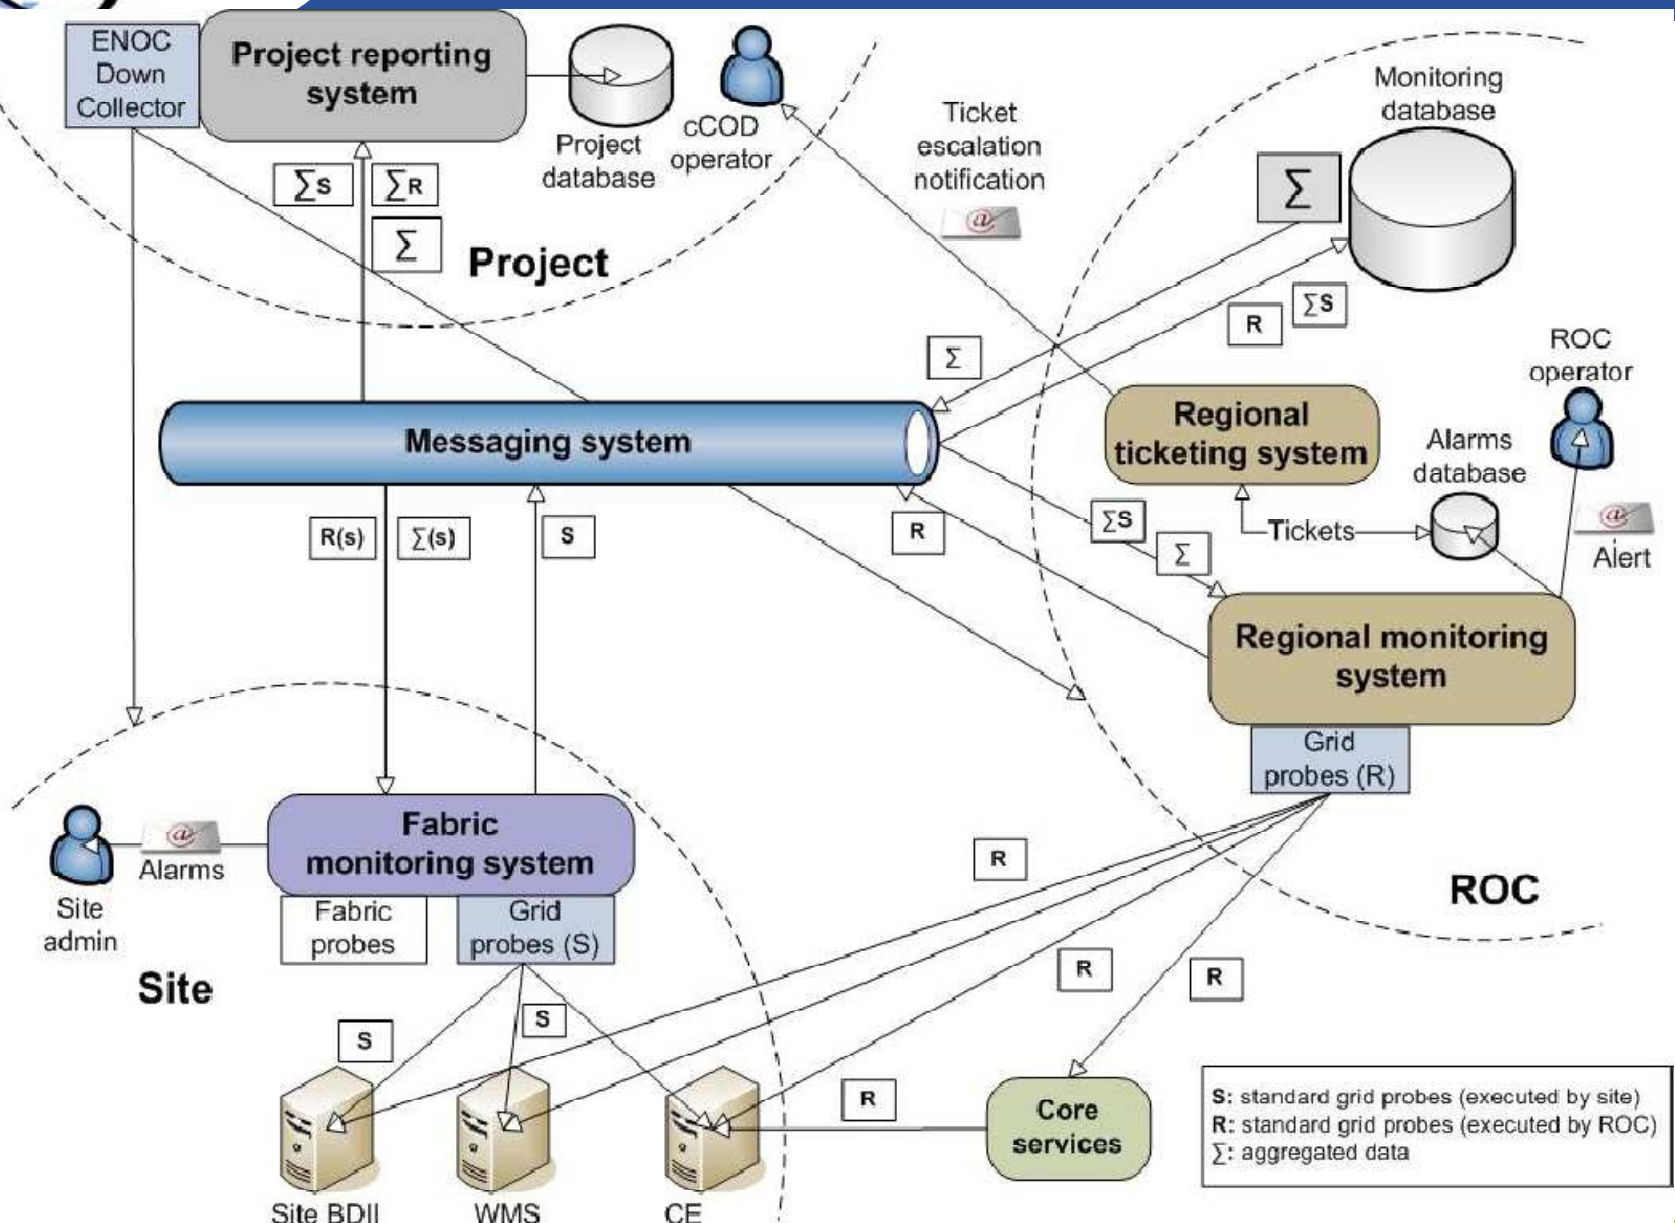 ENOC
Down
Collector
Project reporting
system
Project
database
cCOD
operator
Ticket
escalation
notification
@
Monitoring
database
∑
∑S
∑R
∑
Project
R
∑S
∑
ROC
operator
Messaging system
Regional
ticketing system
Alarms
database
Tickets
@
Alert
R(s)
∑(s)
S
R
∑S
∑
Regional monitoring
system
Grid
probes (R)
@
Alarms
Site
admin
Fabric
monitoring system
Fabric
probes
Grid
probes (S)
Site
R
ROC
R
R
S
S
R
Core
services
Site BDII
WMS
CE
S: standard grid probes (executed by site)
R: standard grid probes (executed by ROC)
∑: aggregated data